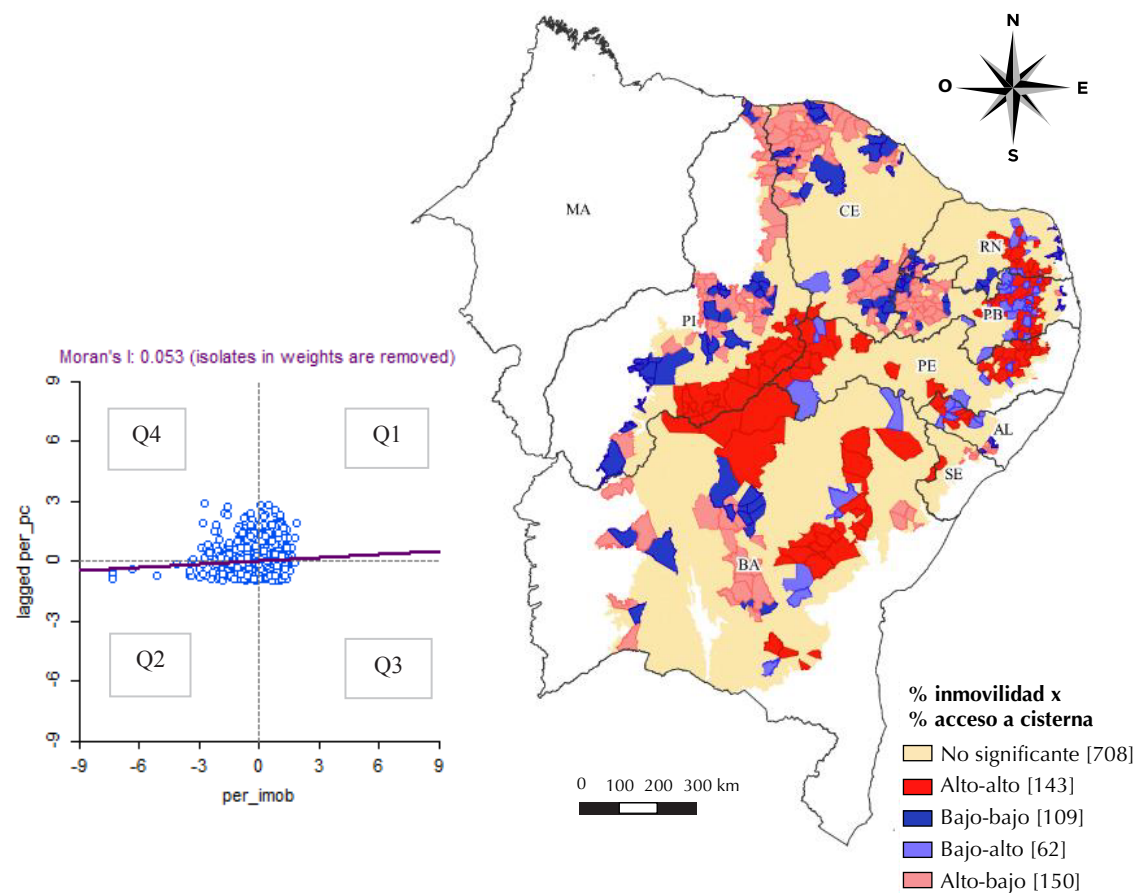 N
O
E
S
MA
CE
RN
PB
PI
PE
AL
SE
BA
Moran's I: 0.053 (isolates in weights are removed)
9
6
3
0
-3
-6
-9
lagged per_pc
Q4
Q1
Q2
Q3
-9
-6
-3
0
3
6
9
per_imob
0 100 200 300 km
% inmovilidad x
% acceso a cisterna
No significante [708]
Alto-alto [143]
Bajo-bajo [109]
Bajo-alto [62]
Alto-bajo [150]